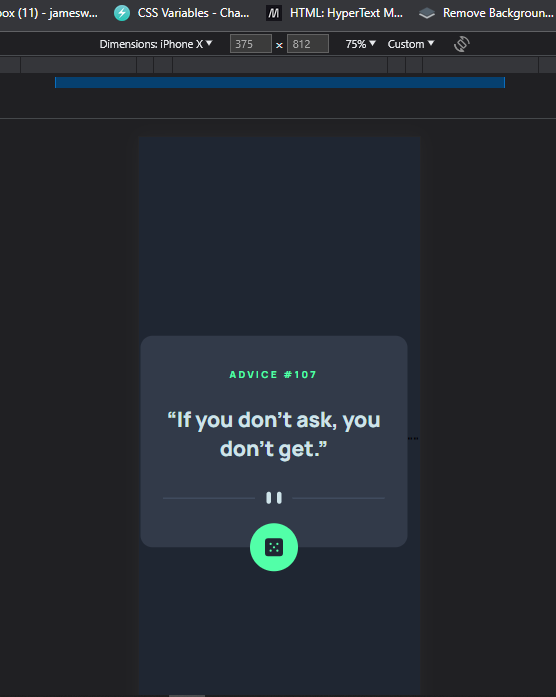 box (11) - jamesw...
CSS Variables - Cha...
HTML: HyperText M...
Remove Backgroun...
Dimensions: iPhone X
375 x 812
75%
Custom
ADVICE #107
“If you don’t ask, you
don’t get.”